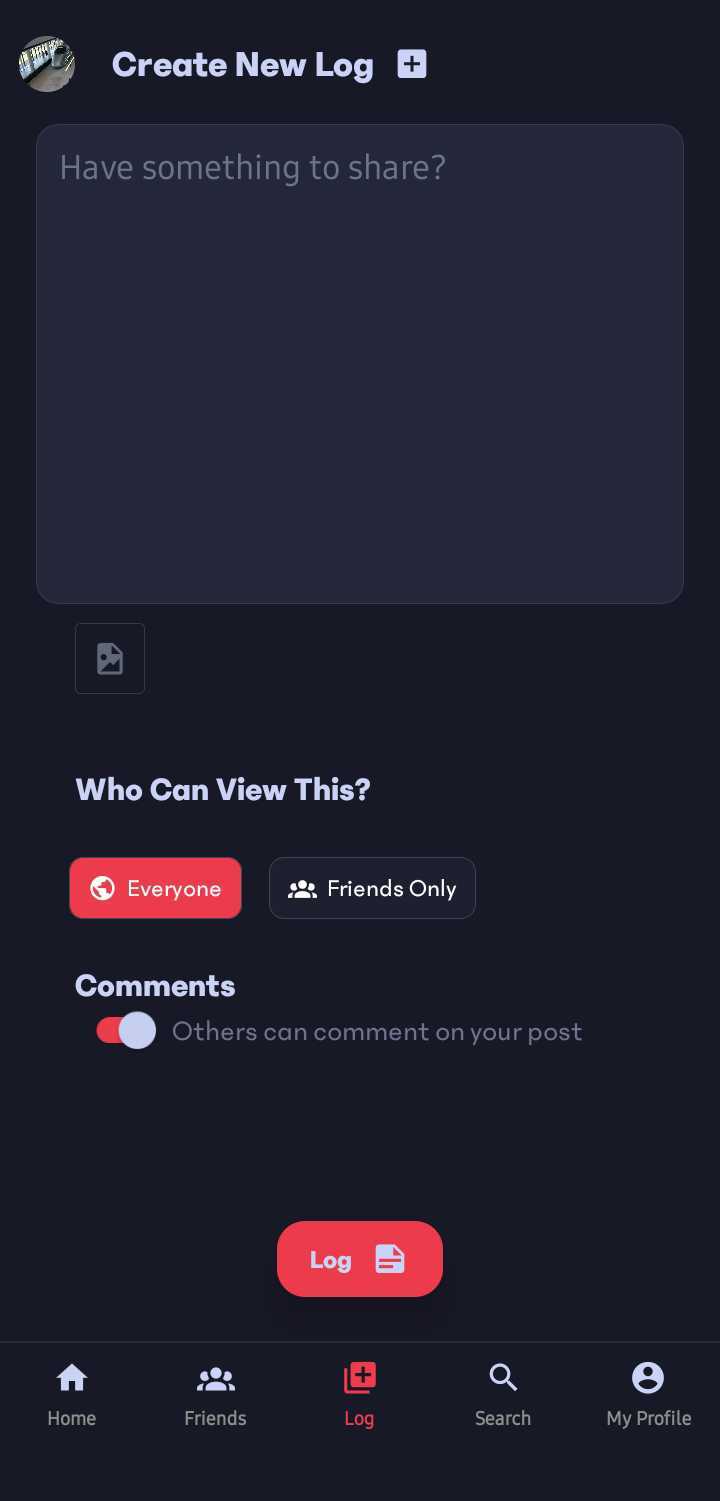 Create New Log
Have something to share?
Who Can View This?
Everyone
Friends Only
Comments
Others can comment on your post
Log
Home
Friends
Log
Search
My Profile